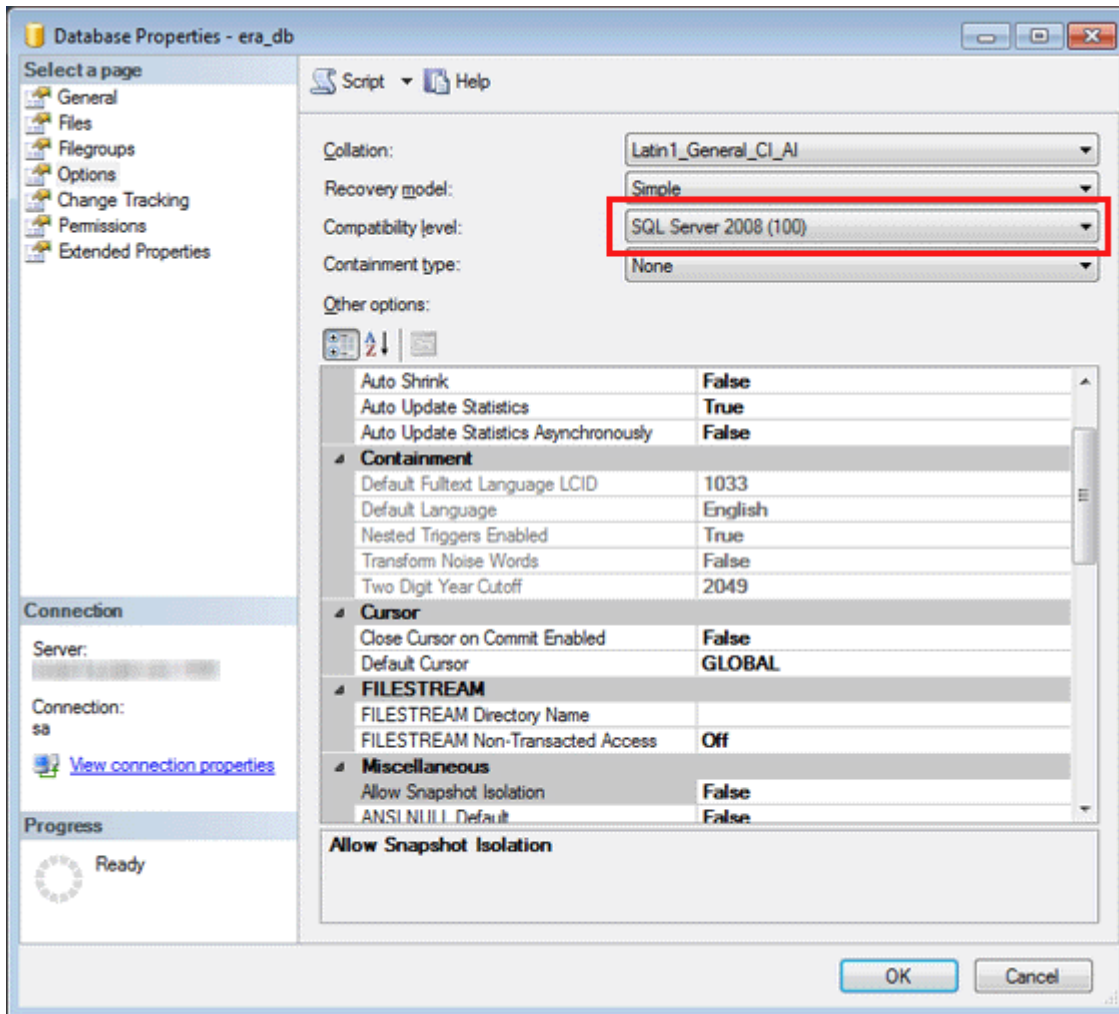 Database Properties - era_db
Select a page
General
Files
Filegroups
Options
Change Tracking
Permissions
Extended Properties
Script
Help
Collation: Latin1_General_CI_AI
Recovery model: Simple
Compatibility level: SQL Server 2008 (100)
Containment type: None
Other options:
Auto Shrink False
Auto Update Statistics True
Auto Update Statistics Asynchronously False
Containment
Default Fulltext Language LCID 1033
Default Language English
Nested Triggers Enabled True
Transform Noise Words False
Two Digit Year Cutoff 2049
Cursor
Close Cursor on Commit Enabled False
Default Cursor GLOBAL
FILESTREAM
FILESTREAM Directory Name
FILESTREAM Non-Transacted Access Off
Miscellaneous
Allow Snapshot Isolation False
ANSI NULL Default False
Allow Snapshot Isolation
Connection
Server:
Connection:
sa
View connection properties
Progress
Ready
OK
Cancel